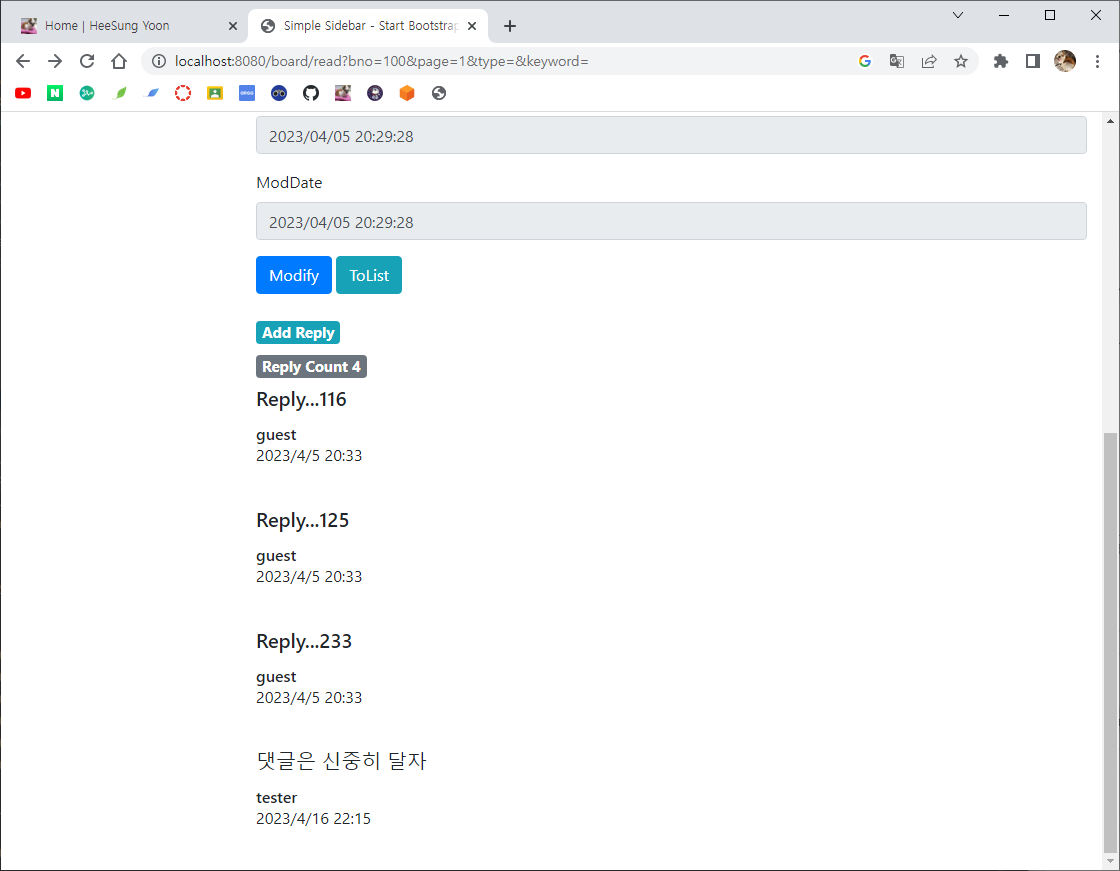 Home | HeeSung Yoon
Simple Sidebar - Start Bootstrap
localhost:8080/board/read?bno=100&page=1&type=&keyword=
2023/04/05 20:29:28
ModDate
2023/04/05 20:29:28
Modify ToList
Add Reply
Reply Count 4
Reply...116
guest
2023/4/5 20:33
Reply...125
guest
2023/4/5 20:33
Reply...233
guest
2023/4/5 20:33
댓글은 신중히 달자
tester
2023/4/16 22:15